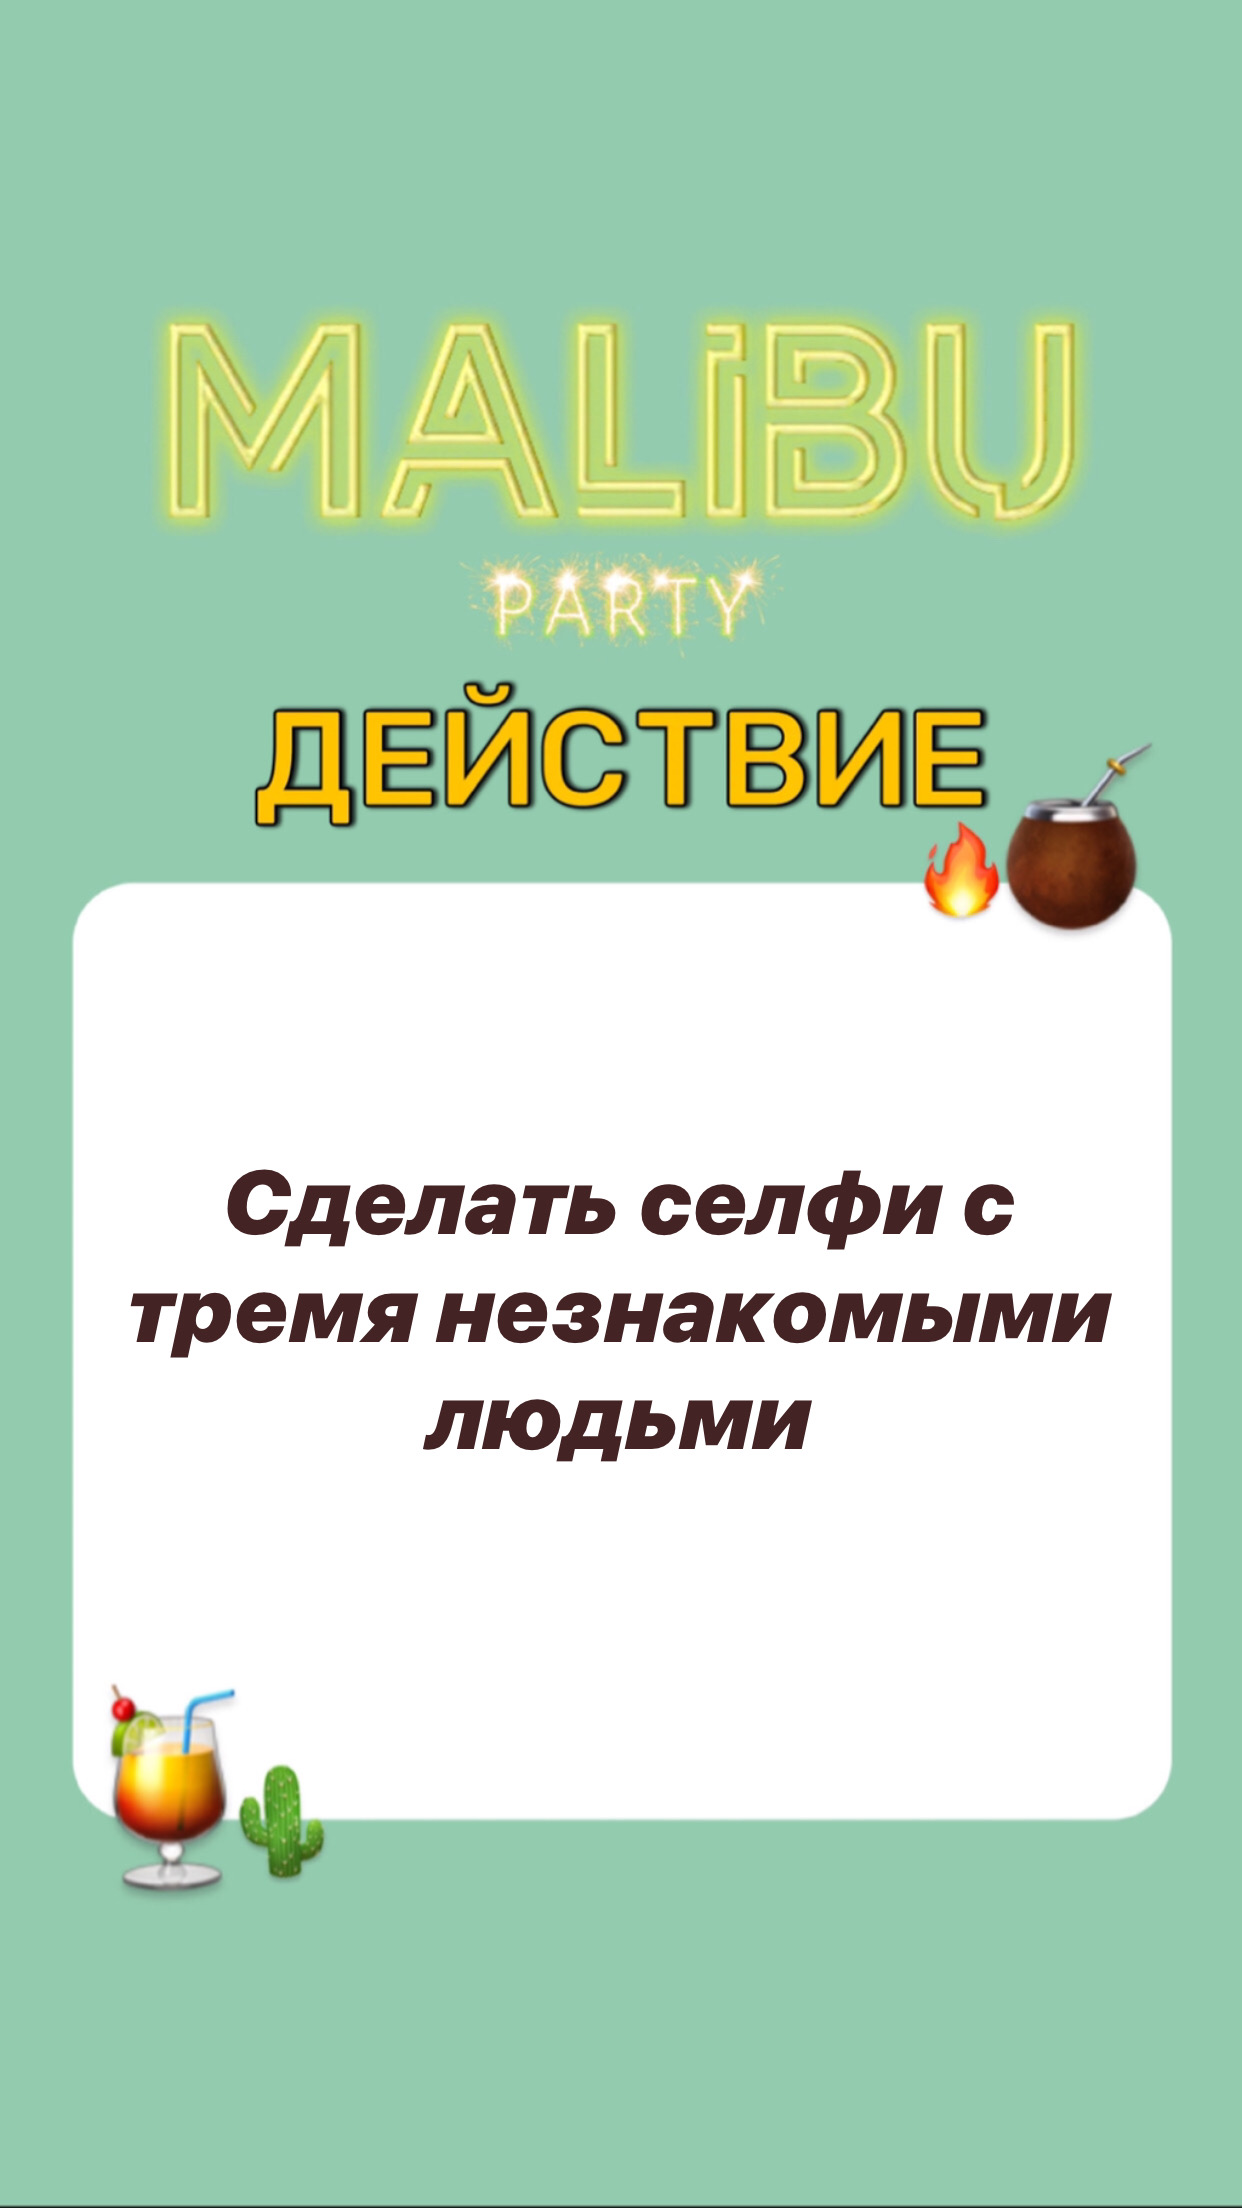 MALiBU
PARTY
ДЕЙСТВИЕ
Сделать селфи с
тремя незнакомыми
людьми